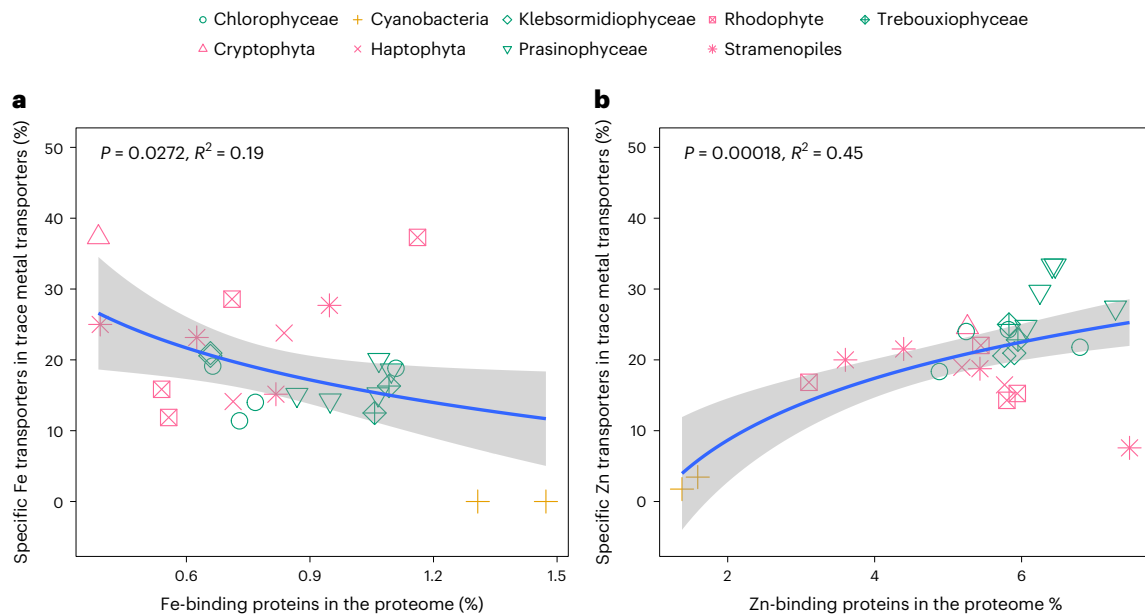 Chlorophyceae Cyanobacteria Klebsormidiophyceae Rhodophyte Trebouxiophyceae
Cryptophyta Haptophyta Prasinophyceae Stramenopiles
a
P = 0.0272, R² = 0.19
Specific Fe transporters in trace metal transporters (%)
50
40
30
20
10
0
0.6 0.9 1.2 1.5
Fe-binding proteins in the proteome (%)
b
P = 0.00018, R² = 0.45
Specific Zn transporters in trace metal transporters (%)
50
40
30
20
10
0
2 4 6
Zn-binding proteins in the proteome %